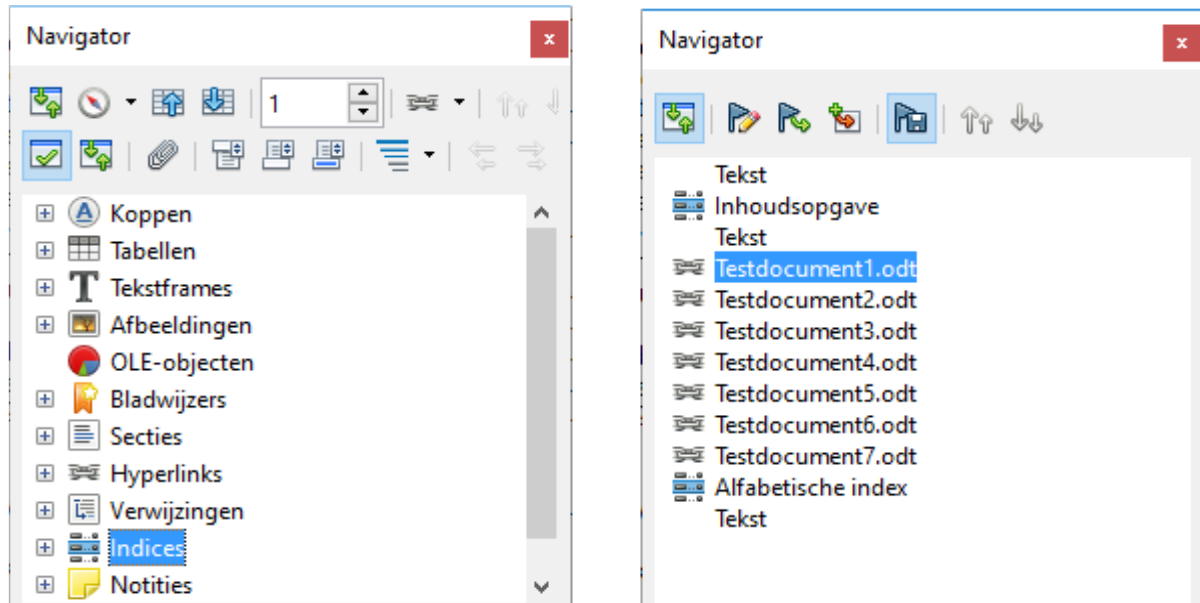 Navigator
x
1
Koppen
Tabellen
Tekstframes
Afbeeldingen
OLE-objecten
Bladwijzers
Secties
Hyperlinks
Verwijzingen
Indices
Notities
Navigator
x
Tekst
Inhoudsopgave
Tekst
Testdocument1.odt
Testdocument2.odt
Testdocument3.odt
Testdocument4.odt
Testdocument5.odt
Testdocument6.odt
Testdocument7.odt
Alfabetische index
Tekst